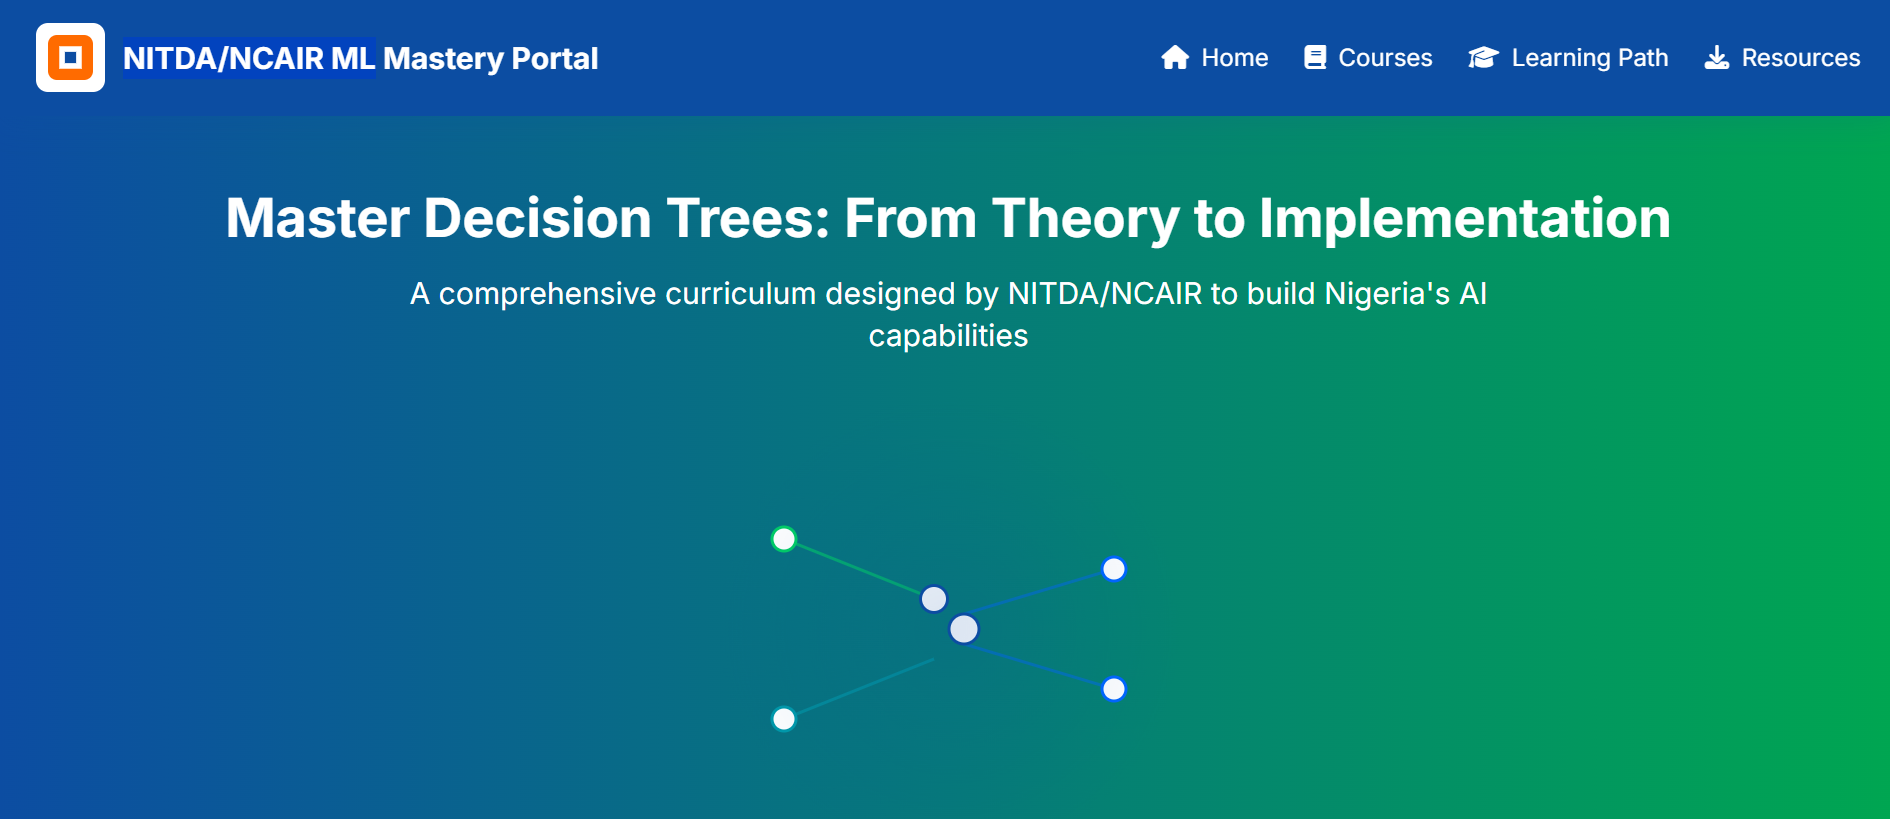 NITDA/NCAIR ML Mastery Portal
Home
Courses
Learning Path
Resources
Master Decision Trees: From Theory to Implementation
A comprehensive curriculum designed by NITDA/NCAIR to build Nigeria's AI
capabilities